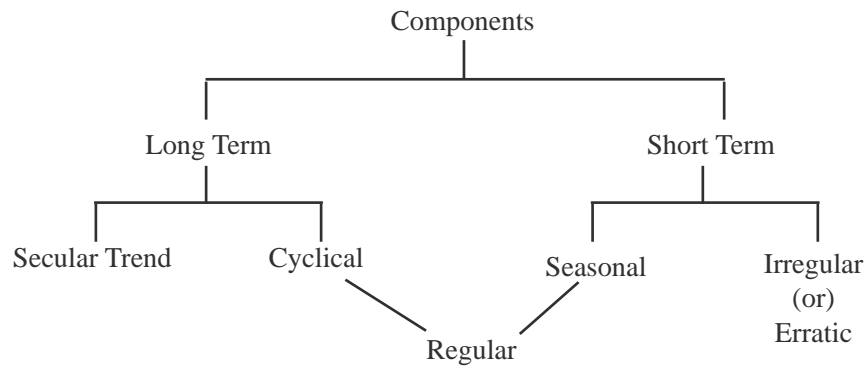 Components
Long Term
Short Term
Secular Trend
Cyclical
Seasonal
Irregular
(or)
Erratic
Regular